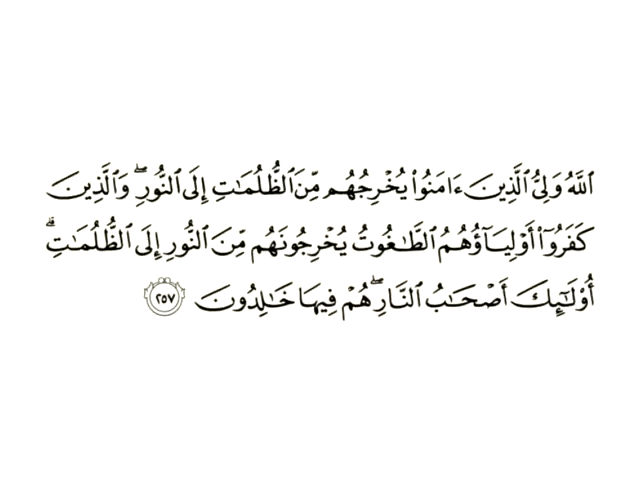 ٱللَّهُ وَلِىُّ ٱلَّذِينَ ءَامَنُوا۟ يُخْرِجُهُم مِّنَ ٱلظُّلُمَـٰتِ إِلَى ٱلنُّورِ ۖ وَٱلَّذِينَ
كَفَرُوٓا۟ أَوْلِيَآؤُهُمُ ٱلطَّـٰغُوتُ يُخْرِجُونَهُم مِّنَ ٱلنُّورِ إِلَى ٱلظُّلُمَـٰتِ ۗ
أُو۟لَـٰٓئِكَ أَصْحَـٰبُ ٱلنَّارِ ۖ هُمْ فِيهَا خَـٰلِدُونَ ٢٥٧